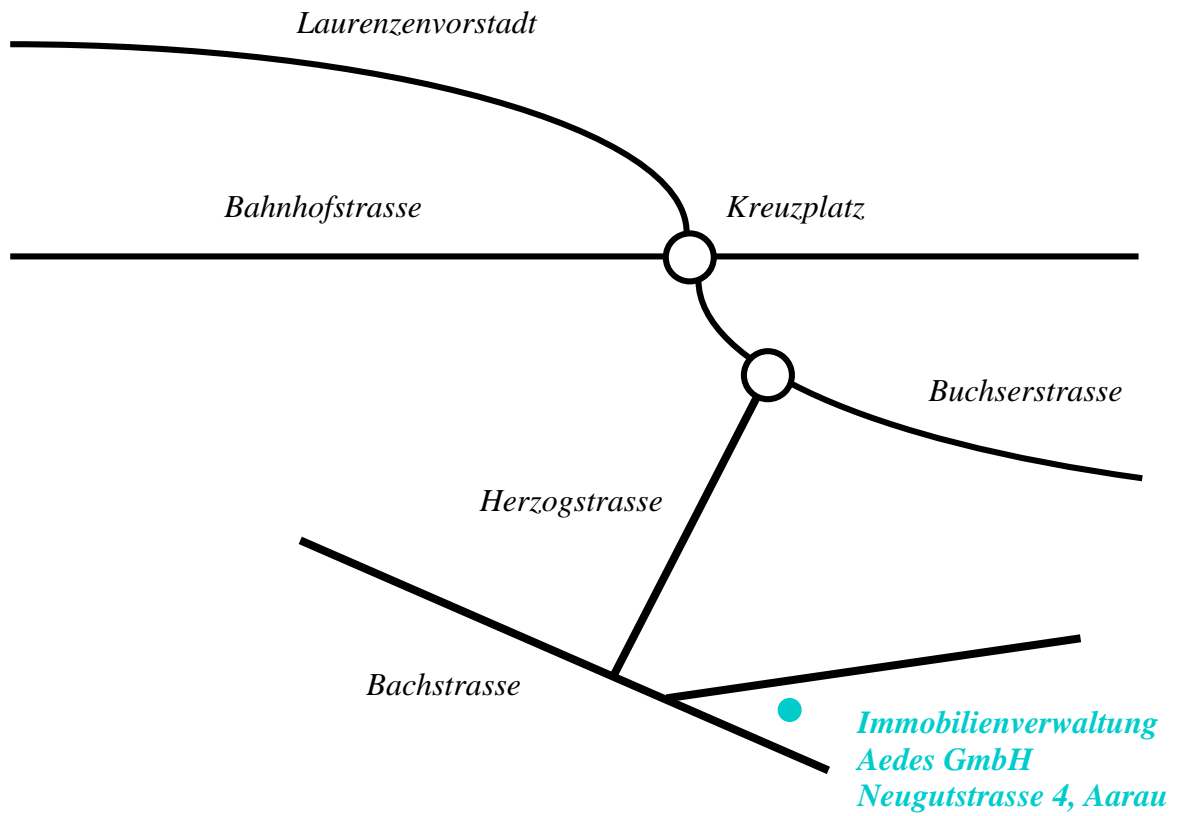 Laurenzenvorstadt
Bahnhofstrasse
Kreuzplatz
Buchserstrasse
Herzogstrasse
Bachstrasse
Immobilienverwaltung
Aedes GmbH
Neugutstrasse 4, Aarau